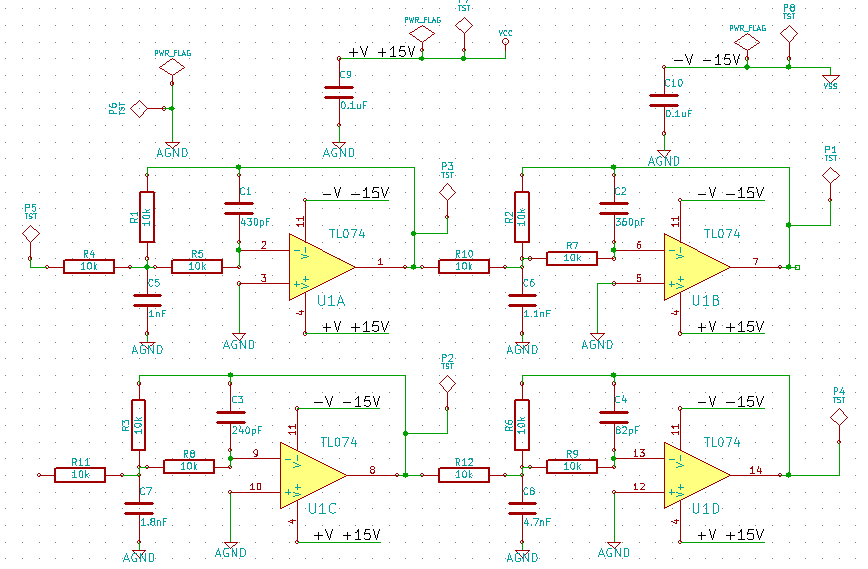 P7
TST
PWR_FLAG
VCC
+V +15V
C9
0.1uF
AGND
PWR_FLAG
P6
TST
AGND
P8
TST
PWR_FLAG
-V -15V
VSS
C10
0.1uF
AGND
P5
TST
R4
10k
R1
10k
C5
1nF
AGND
R5
10k
C1
430pF
-V -15V
11
TL074
2
3
1
V-
V+
U1A
4
+V +15V
AGND
P3
TST
R10
10k
R2
10k
C6
1.1nF
AGND
R7
10k
C2
360pF
-V -15V
11
TL074
6
5
7
V-
V+
U1B
4
+V +15V
AGND
P1
TST
R11
10k
R3
10k
C7
1.8nF
AGND
R8
10k
C3
240pF
-V -15V
11
TL074
9
10
8
V-
V+
U1C
4
+V +15V
AGND
P2
TST
R12
10k
R6
10k
C8
4.7nF
AGND
R9
10k
C4
82pF
-V -15V
11
TL074
13
12
14
V-
V+
U1D
4
+V +15V
AGND
P4
TST